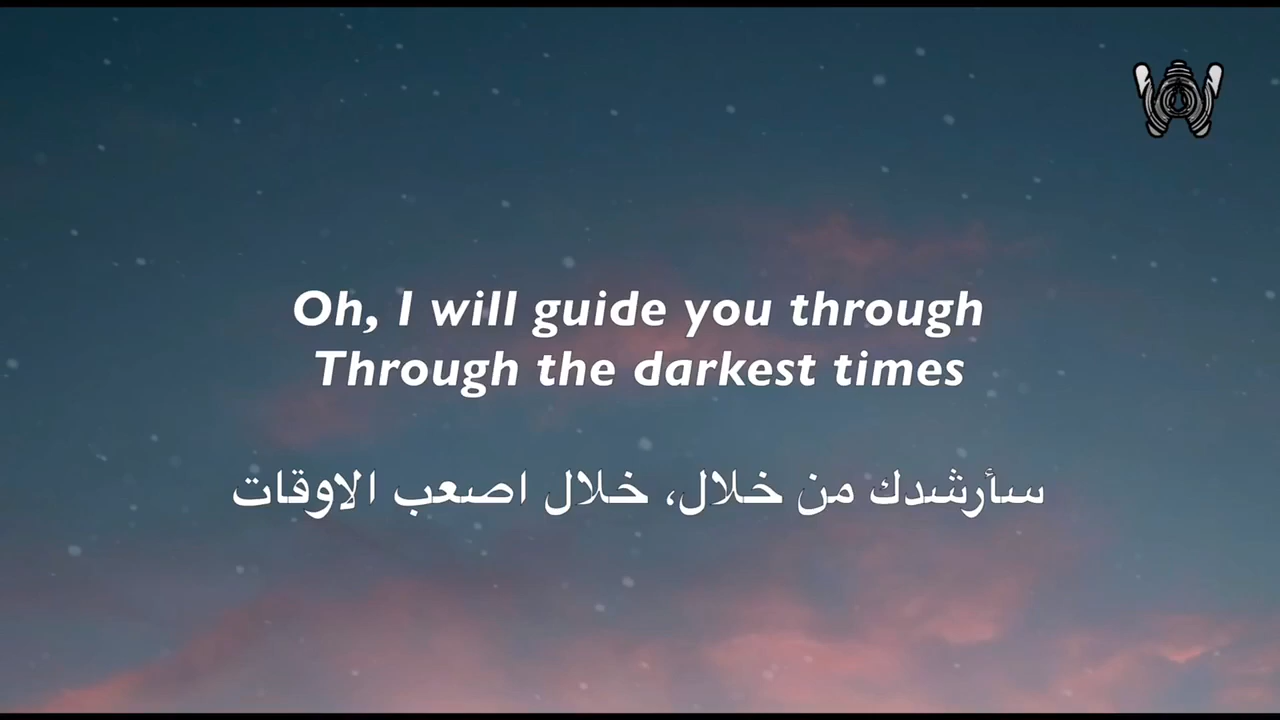 Oh, I will guide you through
Through the darkest times
سأرشدك من خلال، خلال اصعب الاوقات